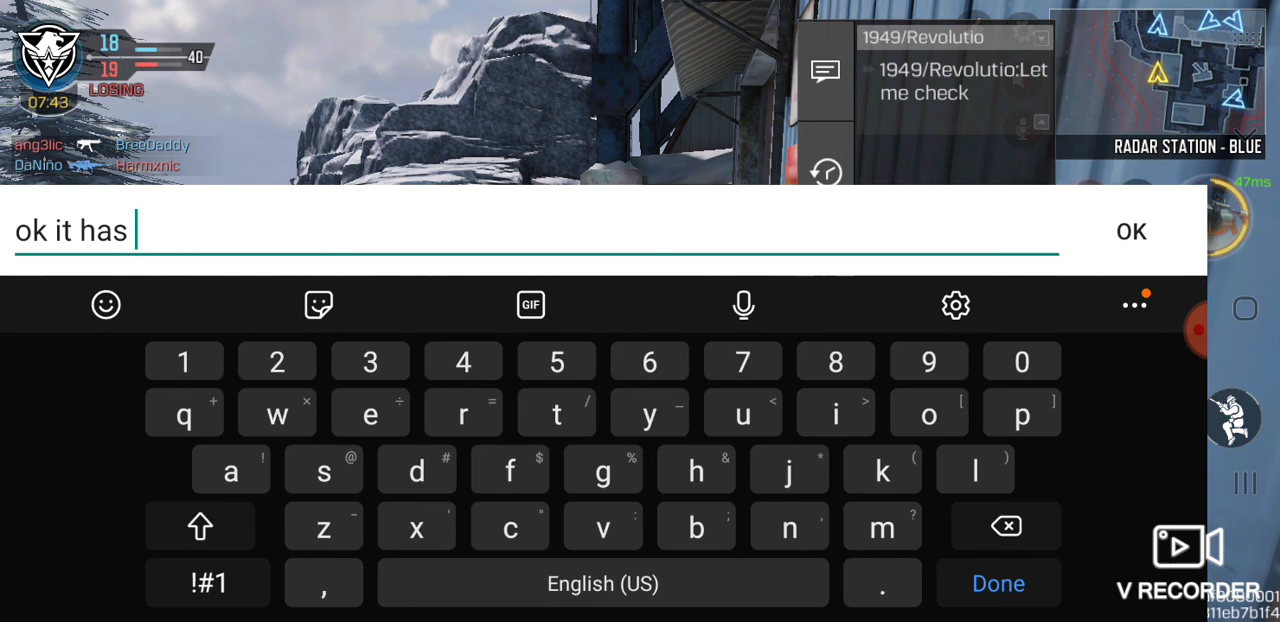 18
19
40
LOSING
07:43
ang3lic BreeDaddy
DaNiño Harmxnic
1949/Revolutio
1949/Revolutio:Let
me check
RADAR STATION - BLUE
47ms
ok it has
OK
GIF
1 2 3 4 5 6 7 8 9 0
q + w × e ÷ r = t / y _ u < i > o [ p ]
a ! s @ d # f $ g % h & j * k ( l )
z - x ' c " v : b ; n , m ?
!#1 , English (US) . Done
V RECORDER
311eb7b1f4